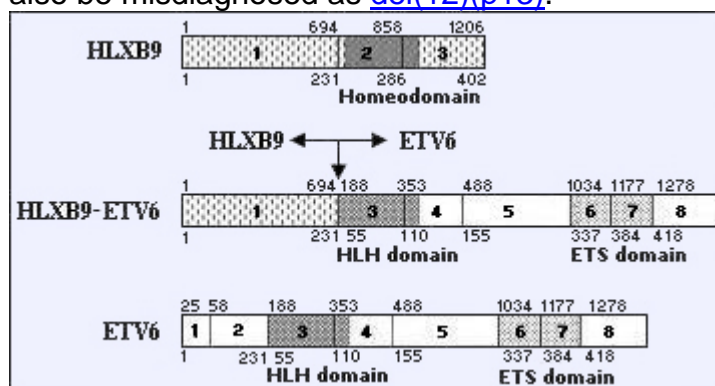 also be misdiagnosed as del(12)(p13).
1 694 858 1206
HLXB9 1 2 3
1 231 286 402
Homeodomain
HLXB9 ETV6
1 694 188 353 488 1034 1177 1278
HLXB9-ETV6 1 3 4 5 6 7 8
1 231 55 110 155 337 384 418
HLH domain ETS domain
25 58 188 353 488 1034 1177 1278
ETV6 1 2 3 4 5 6 7 8
1 231 55 110 155 337 384 418
HLH domain ETS domain